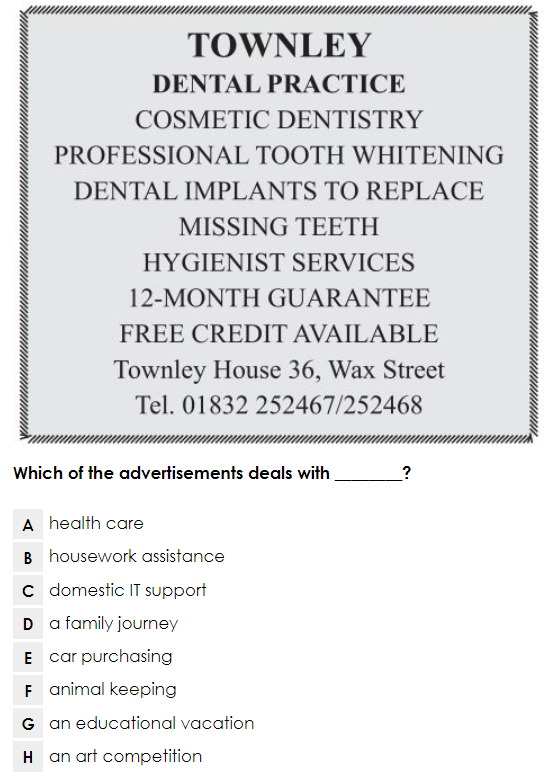 TOWNLEY
DENTAL PRACTICE
COSMETIC DENTISTRY
PROFESSIONAL TOOTH WHITENING
DENTAL IMPLANTS TO REPLACE
MISSING TEETH
HYGIENIST SERVICES
12-MONTH GUARANTEE
FREE CREDIT AVAILABLE
Townley House 36, Wax Street
Tel. 01832 252467/252468
Which of the advertisements deals with ________?
A health care
B housework assistance
C domestic IT support
D a family journey
E car purchasing
F animal keeping
G an educational vacation
H an art competition